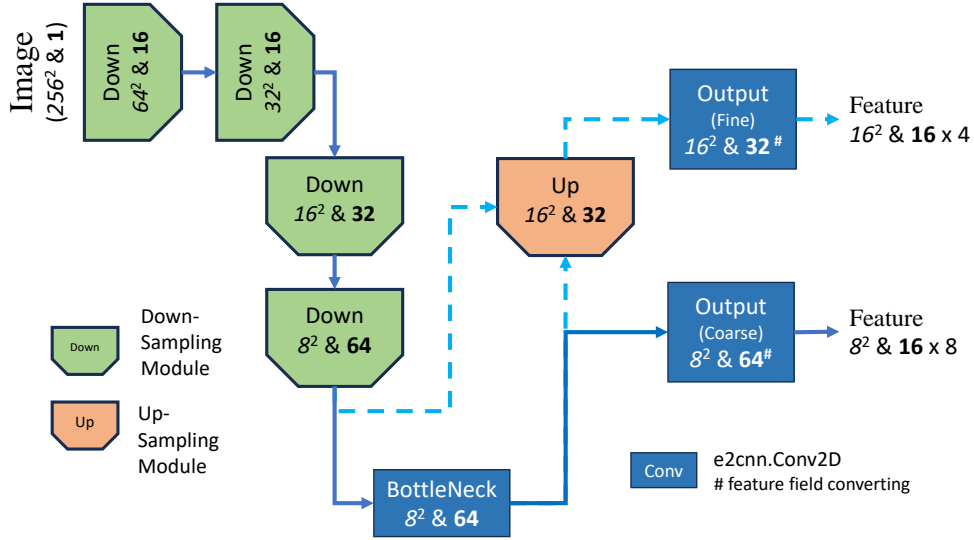 Image
(256² & 1)
Down
64² & 16
Down
32² & 16
Down
16² & 32
Down
8² & 64
Up
16² & 32
Output
(Fine)
16² & 32 #
Feature
16² & 16 x 4
Output
(Coarse)
8² & 64#
Feature
8² & 16 x 8
BottleNeck
8² & 64
Down
Down-
Sampling
Module
Up
Up-
Sampling
Module
Conv
e2cnn.Conv2D
# feature field converting